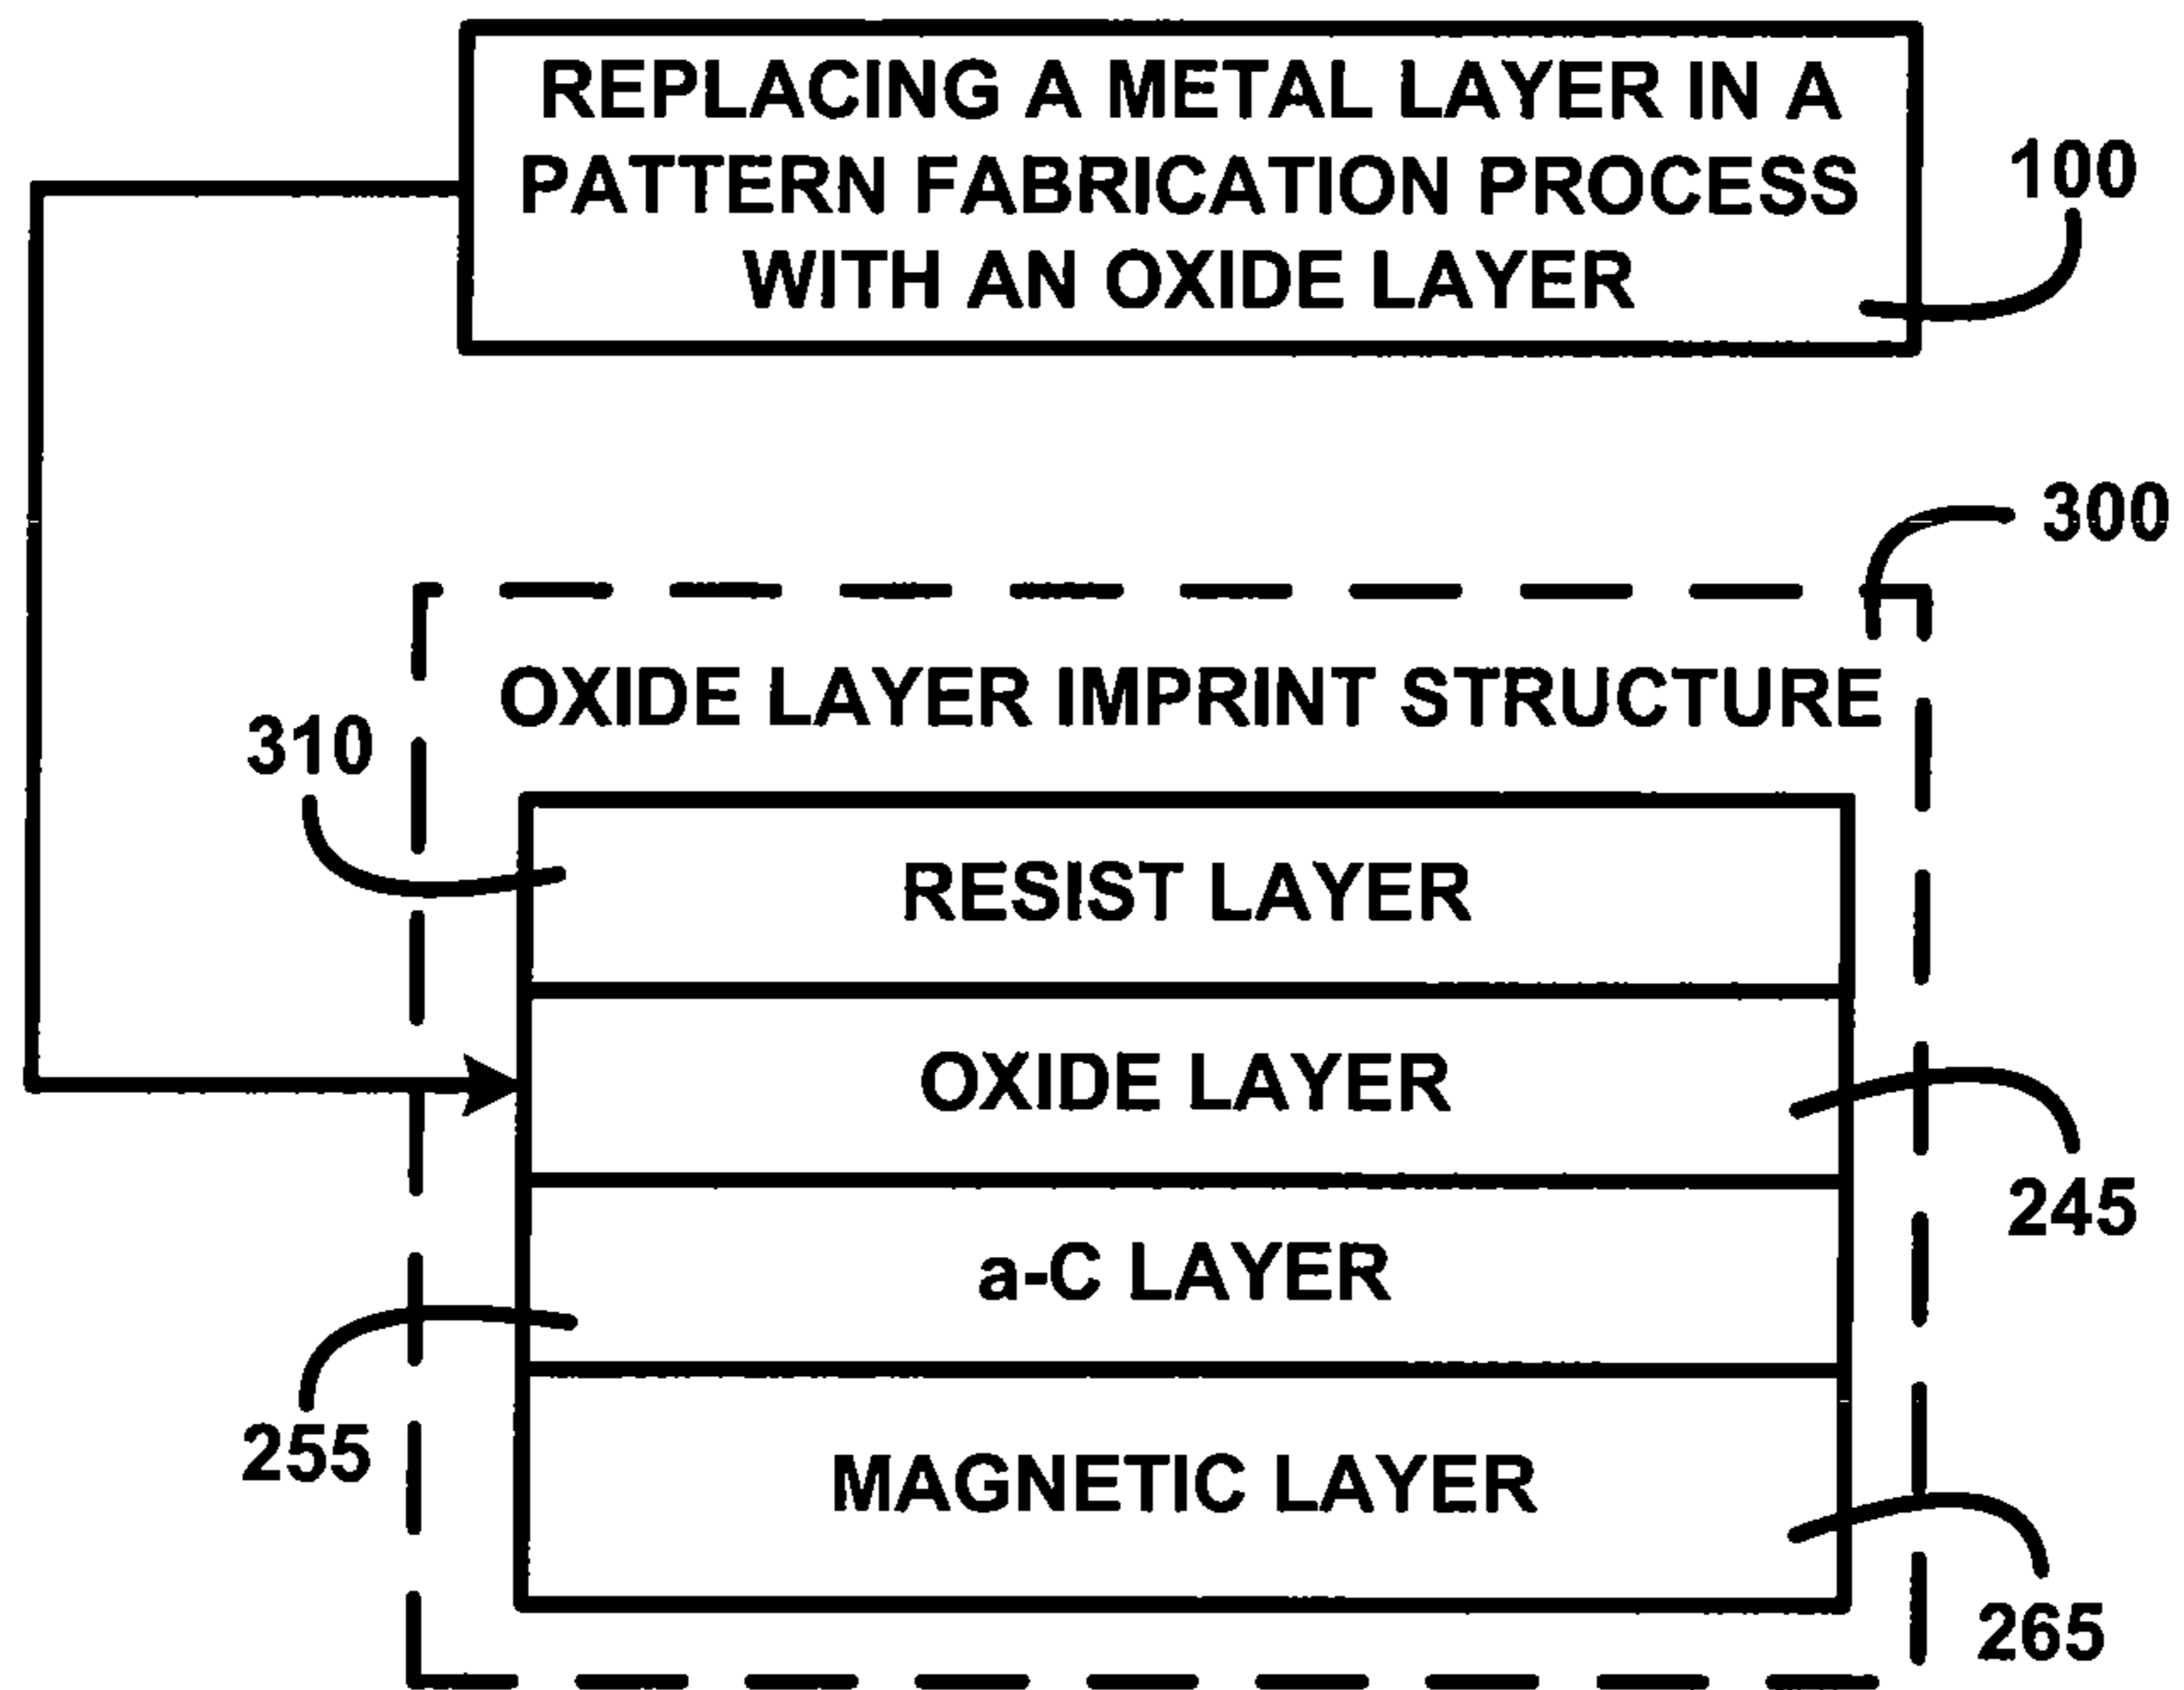 REPLACING A METAL LAYER IN A
PATTERN FABRICATION PROCESS
WITH AN OXIDE LAYER
100
300
OXIDE LAYER IMPRINT STRUCTURE
310
RESIST LAYER
OXIDE LAYER
245
a-C LAYER
255
MAGNETIC LAYER
265